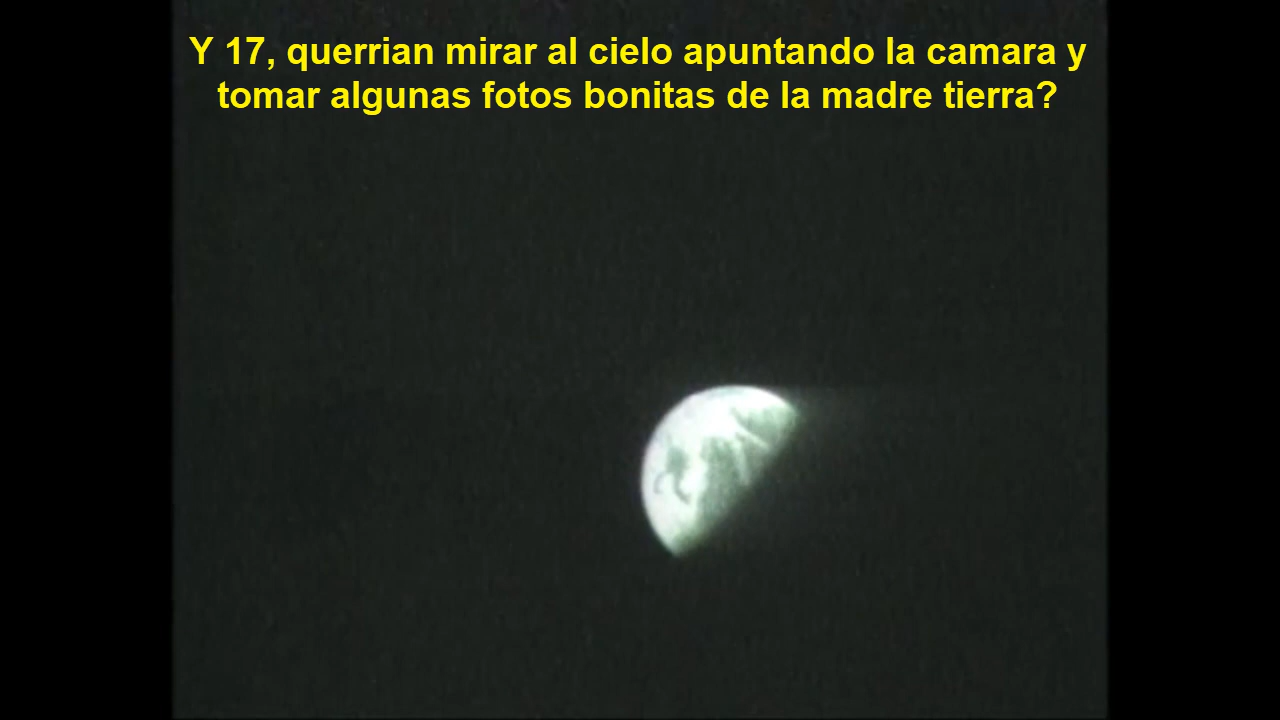 Y 17, querrian mirar al cielo apuntando la camara y
tomar algunas fotos bonitas de la madre tierra?